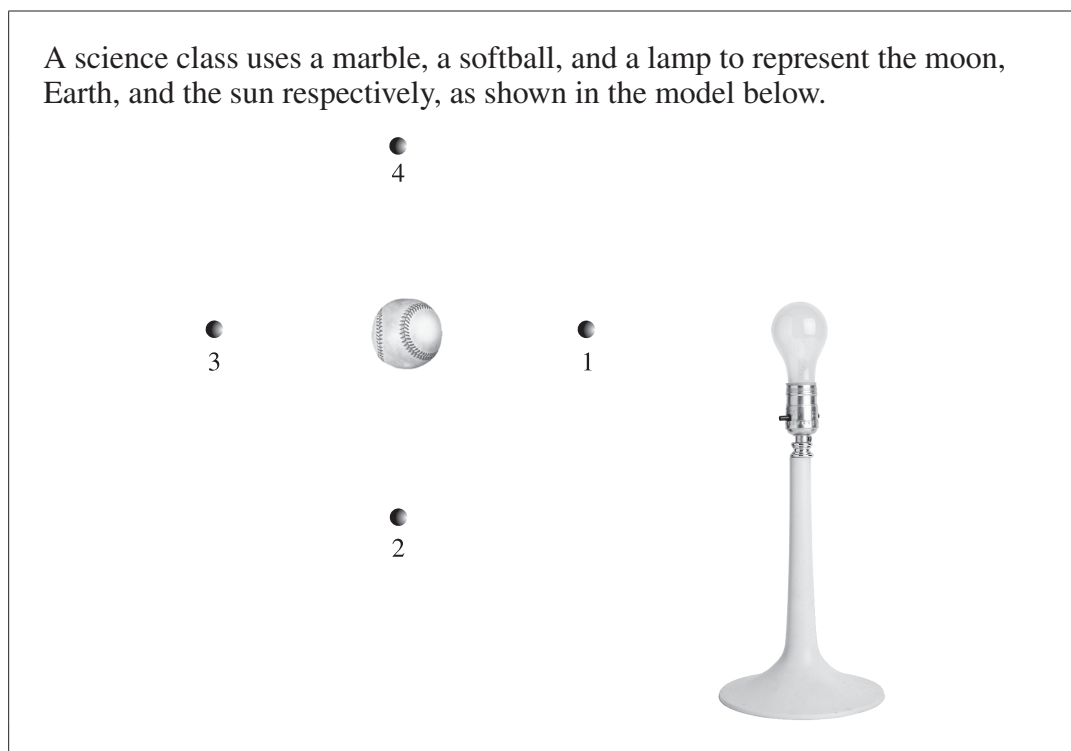 A science class uses a marble, a softball, and a lamp to represent the moon,
Earth, and the sun respectively, as shown in the model below.
4
3
1
2